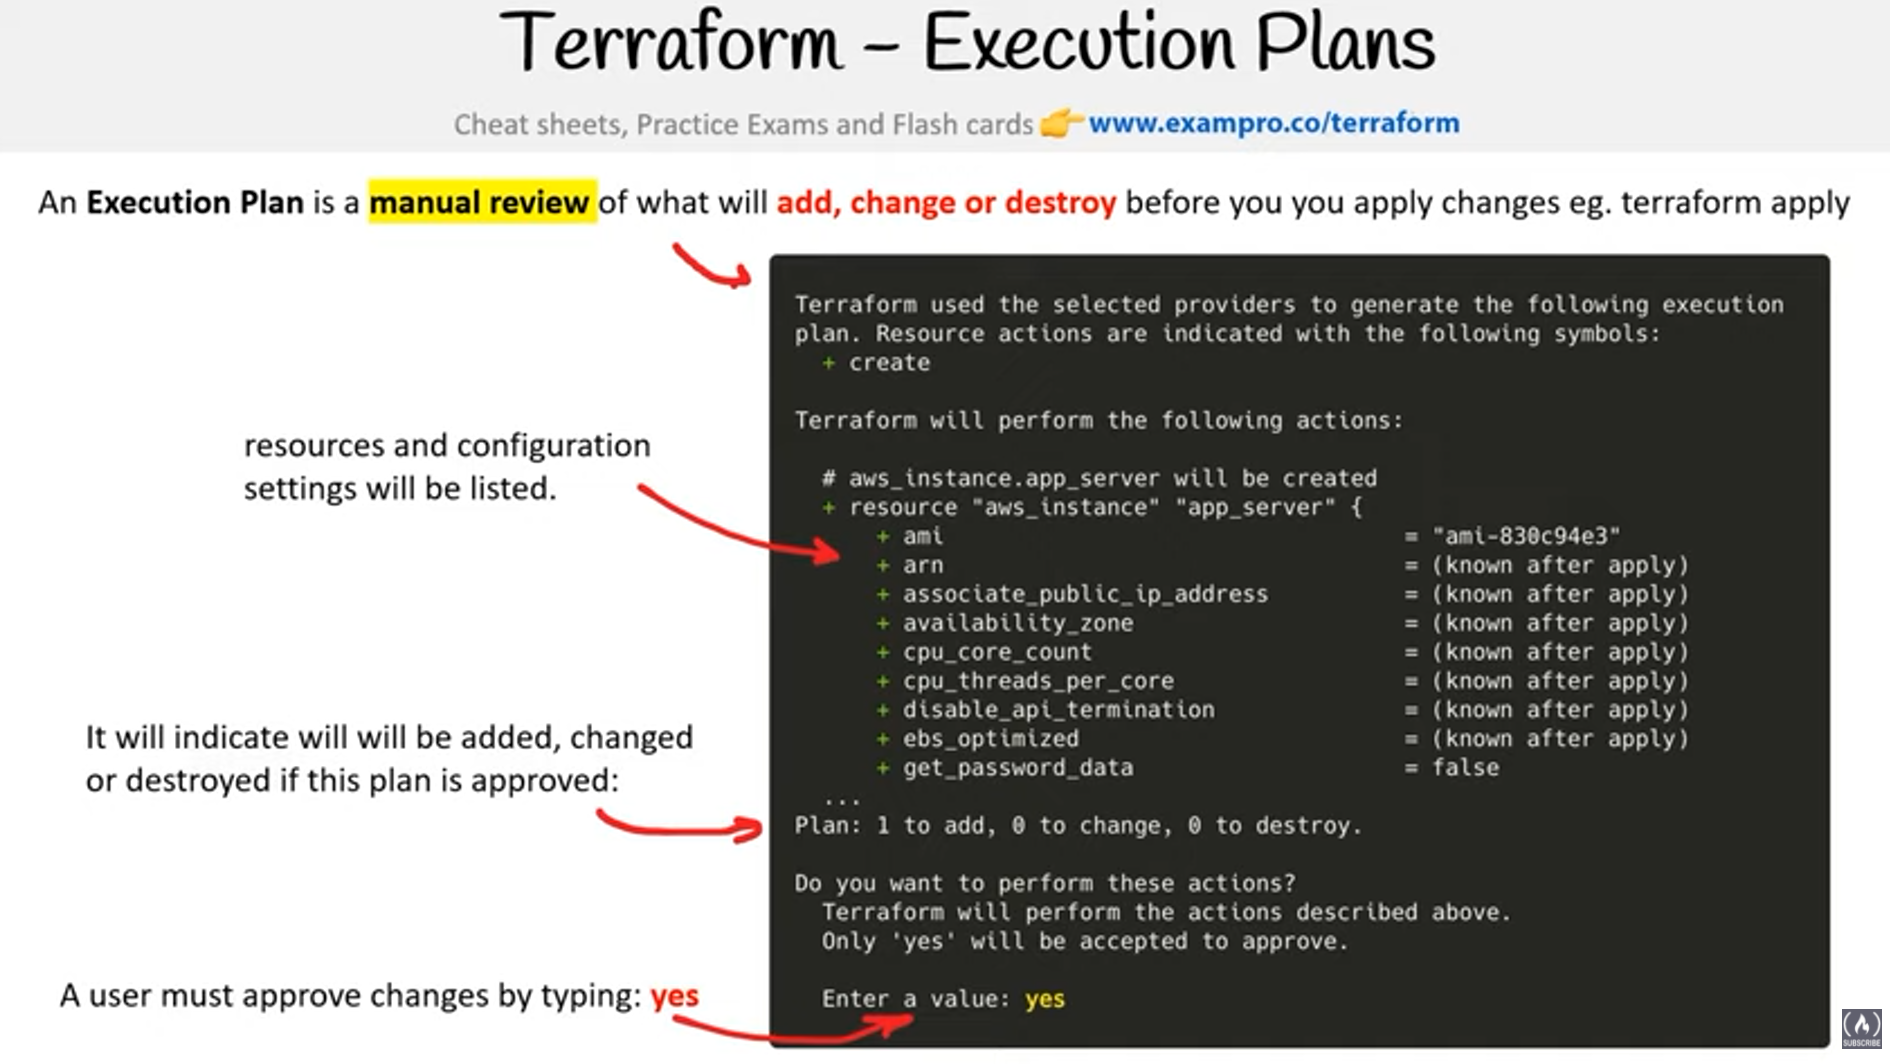 Terraform – Execution Plans
Cheat sheets, Practice Exams and Flash cards 👉 www.exampro.co/terraform
An Execution Plan is a manual review of what will add, change or destroy before you you apply changes eg. terraform apply
Terraform used the selected providers to generate the following execution
plan. Resource actions are indicated with the following symbols:
+ create
Terraform will perform the following actions:
resources and configuration
settings will be listed.
# aws_instance.app_server will be created
+ resource "aws_instance" "app_server" {
+ ami = "ami-830c94e3"
+ arn = (known after apply)
+ associate_public_ip_address = (known after apply)
+ availability_zone = (known after apply)
+ cpu_core_count = (known after apply)
+ cpu_threads_per_core = (known after apply)
+ disable_api_termination = (known after apply)
+ ebs_optimized = (known after apply)
+ get_password_data = false
...
It will indicate will will be added, changed
or destroyed if this plan is approved:
Plan: 1 to add, 0 to change, 0 to destroy.
Do you want to perform these actions?
Terraform will perform the actions described above.
Only 'yes' will be accepted to approve.
A user must approve changes by typing: yes
Enter a value: yes
SUBSCRIBE